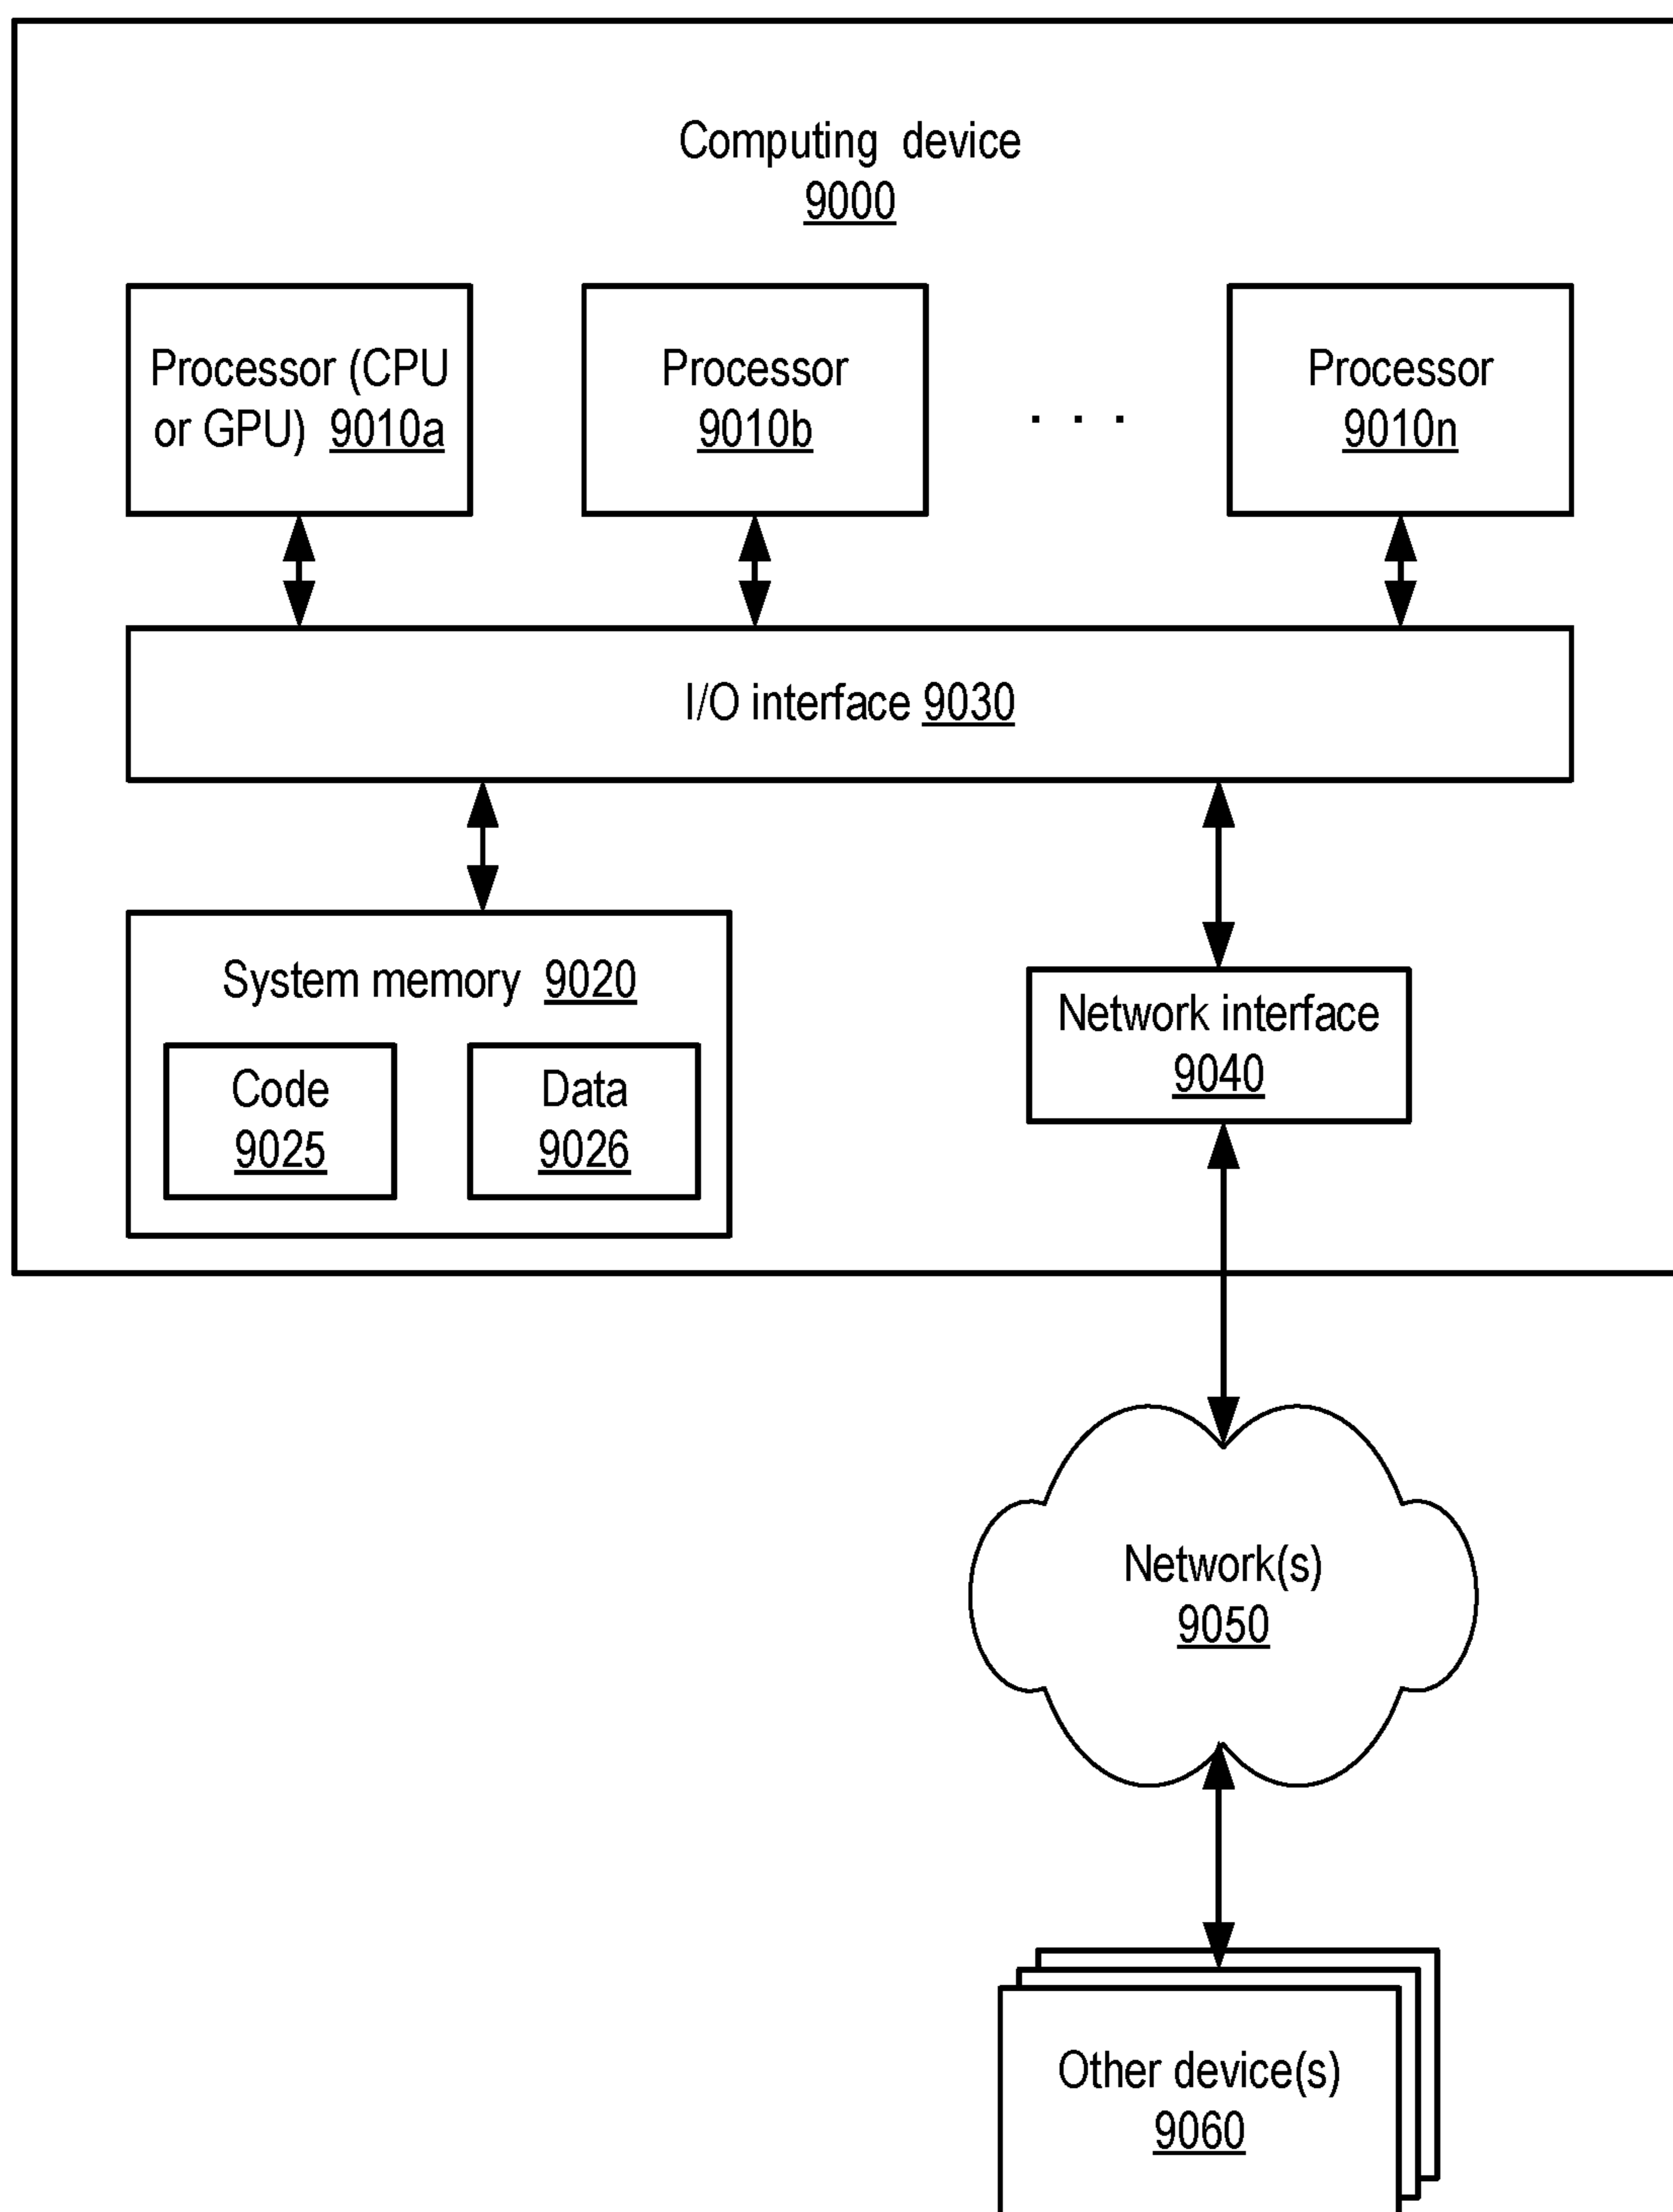 Computing device
9000
Processor (CPU
or GPU) 9010a
Processor
9010b
. . .
Processor
9010n
I/O interface 9030
System memory 9020
Code
9025
Data
9026
Network interface
9040
Network(s)
9050
Other device(s)
9060